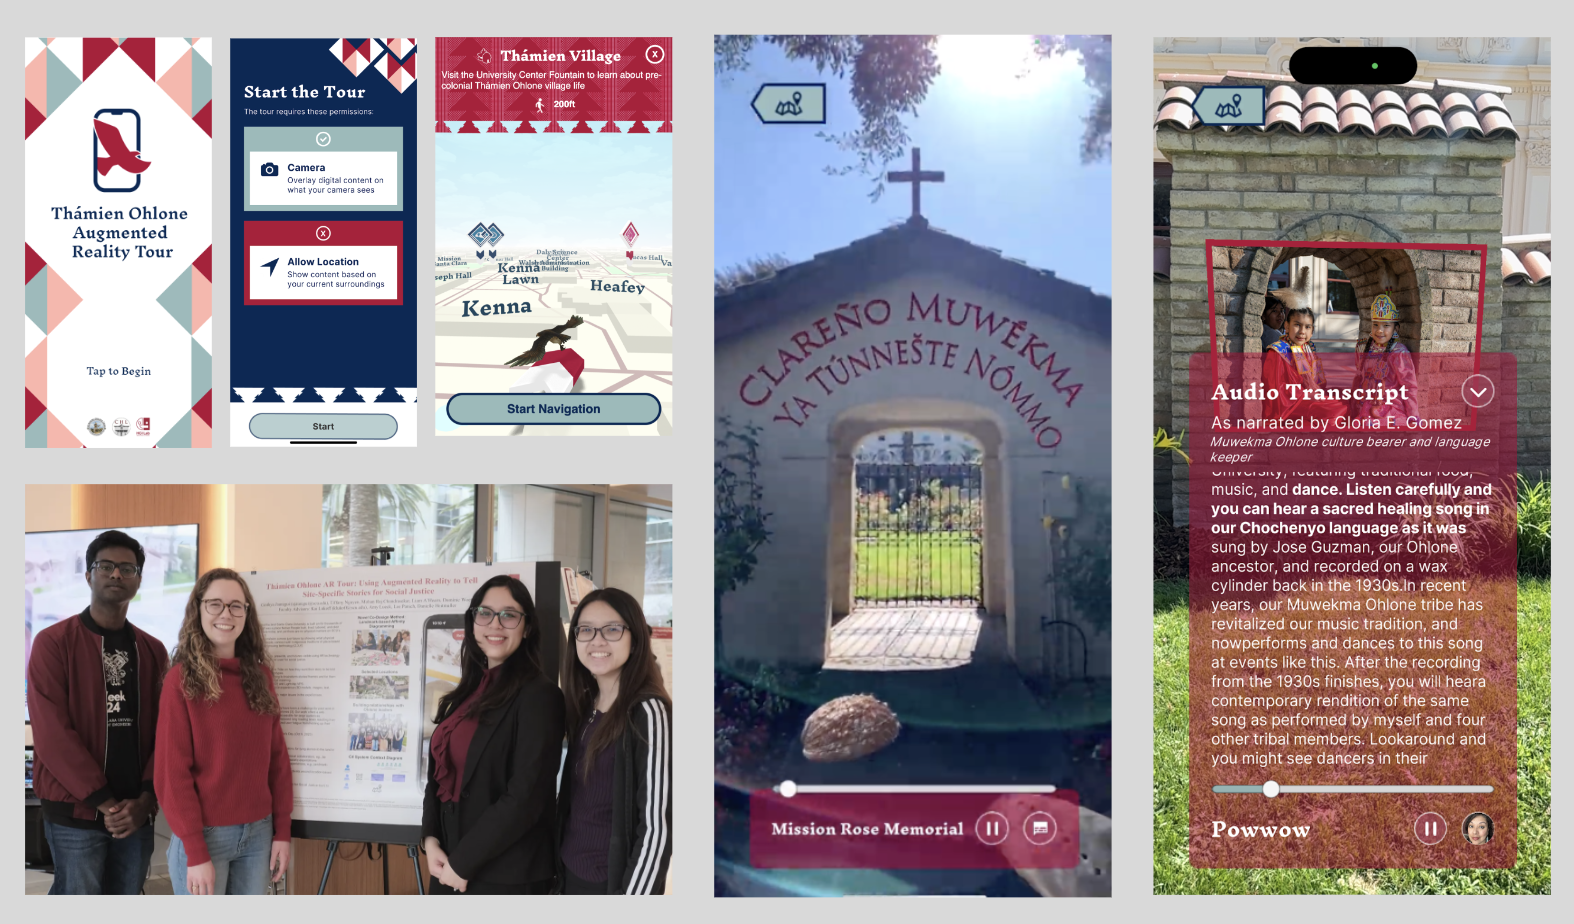 Thámien Ohlone
Augmented
Reality Tour
Tap to Begin
Start the Tour
The tour requires these permissions:
Camera
Overlay digital content on
what your camera sees
X
Allow Location
Show content based on
your current surroundings
Start
Thámien Village
X
Visit the University Center Fountain to learn about pre-
colonial Thámien Ohlone village life
200ft
Mission
Santa Clara
Kenna
Lawn
Building
Lucas Hall
Heafey
Kenna
Start Navigation
Thámien Ohlone AR Tour: Using Augmented Reality to Tell
Site-Specific Stories for Social Justice
CLAREÑO MUWÉKMA
YA TÚNNEŠTE NÓMMO
Mission Rose Memorial
Audio Transcript
As narrated by Gloria E. Gomez
Muwekma Ohlone culture bearer and language
keeper
University, featuring traditional food,
music, and dance. Listen carefully and
you can hear a sacred healing song in
our Chochenyo language as it was
sung by Jose Guzman, our Ohlone
ancestor, and recorded on a wax
cylinder back in the 1930s.In recent
years, our Muwekma Ohlone tribe has
revitalized our music tradition, and
nowperforms and dances to this song
at events like this. After the recording
from the 1930s finishes, you will heara
contemporary rendition of the same
song as performed by myself and four
other tribal members. Lookaround and
you might see dancers in their
Powwow